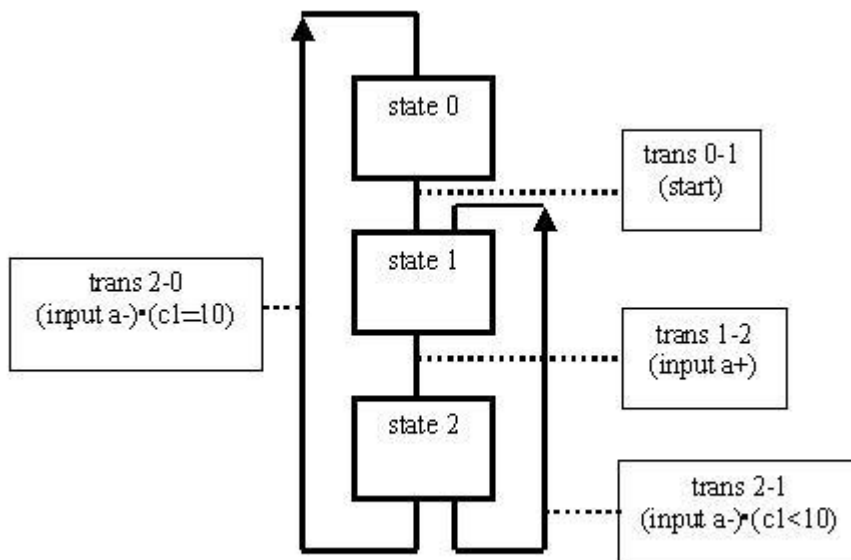 state 0
trans 0-1
(start)
state 1
trans 2-0
(input a-)▪(c1=10)
trans 1-2
(input a+)
state 2
trans 2-1
(input a-)▪(c1<10)